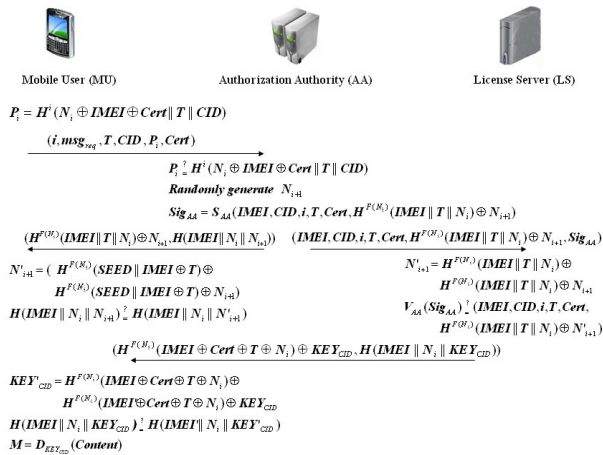 Mobile User (MU) Authorization Authority (AA) License Server (LS)
P_i = H^i(N_i ⊕ IMEI ⊕ Cert || T || CID)
(i, msg_req, T, CID, P_i, Cert)
P_i ≟ H^i(N_i ⊕ IMEI ⊕ Cert || T || CID)
Randomly generate N_{i+1}
Sig_AA = S_AA(IMEI, CID, i, T, Cert, H^{F(N_i)}(IMEI || T || N_i) ⊕ N_{i+1})
(H^{F(N_i)}(IMEI || T || N_i) ⊕ N_{i+1}, H(IMEI || N_i || N_{i+1})) (IMEI, CID, i, T, Cert, H^{F(N_i)}(IMEI || T || N_i) ⊕ N_{i+1}, Sig_AA)
N'_{i+1} = ( H^{F(N_i)}(SEED || IMEI ⊕ T) ⊕
H^{F(N_i)}(SEED || IMEI ⊕ T) ⊕ N_{i+1})
H(IMEI || N_i || N_{i+1}) ≟ H(IMEI || N_i || N'_{i+1})
N'_{i+1} = H^{F(N_i)}(IMEI || T || N_i) ⊕
H^{F(N_i)}(IMEI || T || N_i) ⊕ N_{i+1}
V_AA(Sig_AA) ≟ (IMEI, CID, i, T, Cert,
H^{F(N_i)}(IMEI || T || N_i) ⊕ N'_{i+1})
(H^{F(N_i)}(IMEI ⊕ Cert ⊕ T ⊕ N_i) ⊕ KEY_CID, H(IMEI || N_i || KEY_CID))
KEY'_CID = H^{F(N_i)}(IMEI ⊕ Cert ⊕ T ⊕ N_i) ⊕
H^{F(N_i)}(IMEI' ⊕ Cert ⊕ T ⊕ N_i) ⊕ KEY_CID
H(IMEI || N_i || KEY_CID) ≟ H(IMEI' || N_i || KEY'_CID)
M = D_{KEY_CID}(Content)